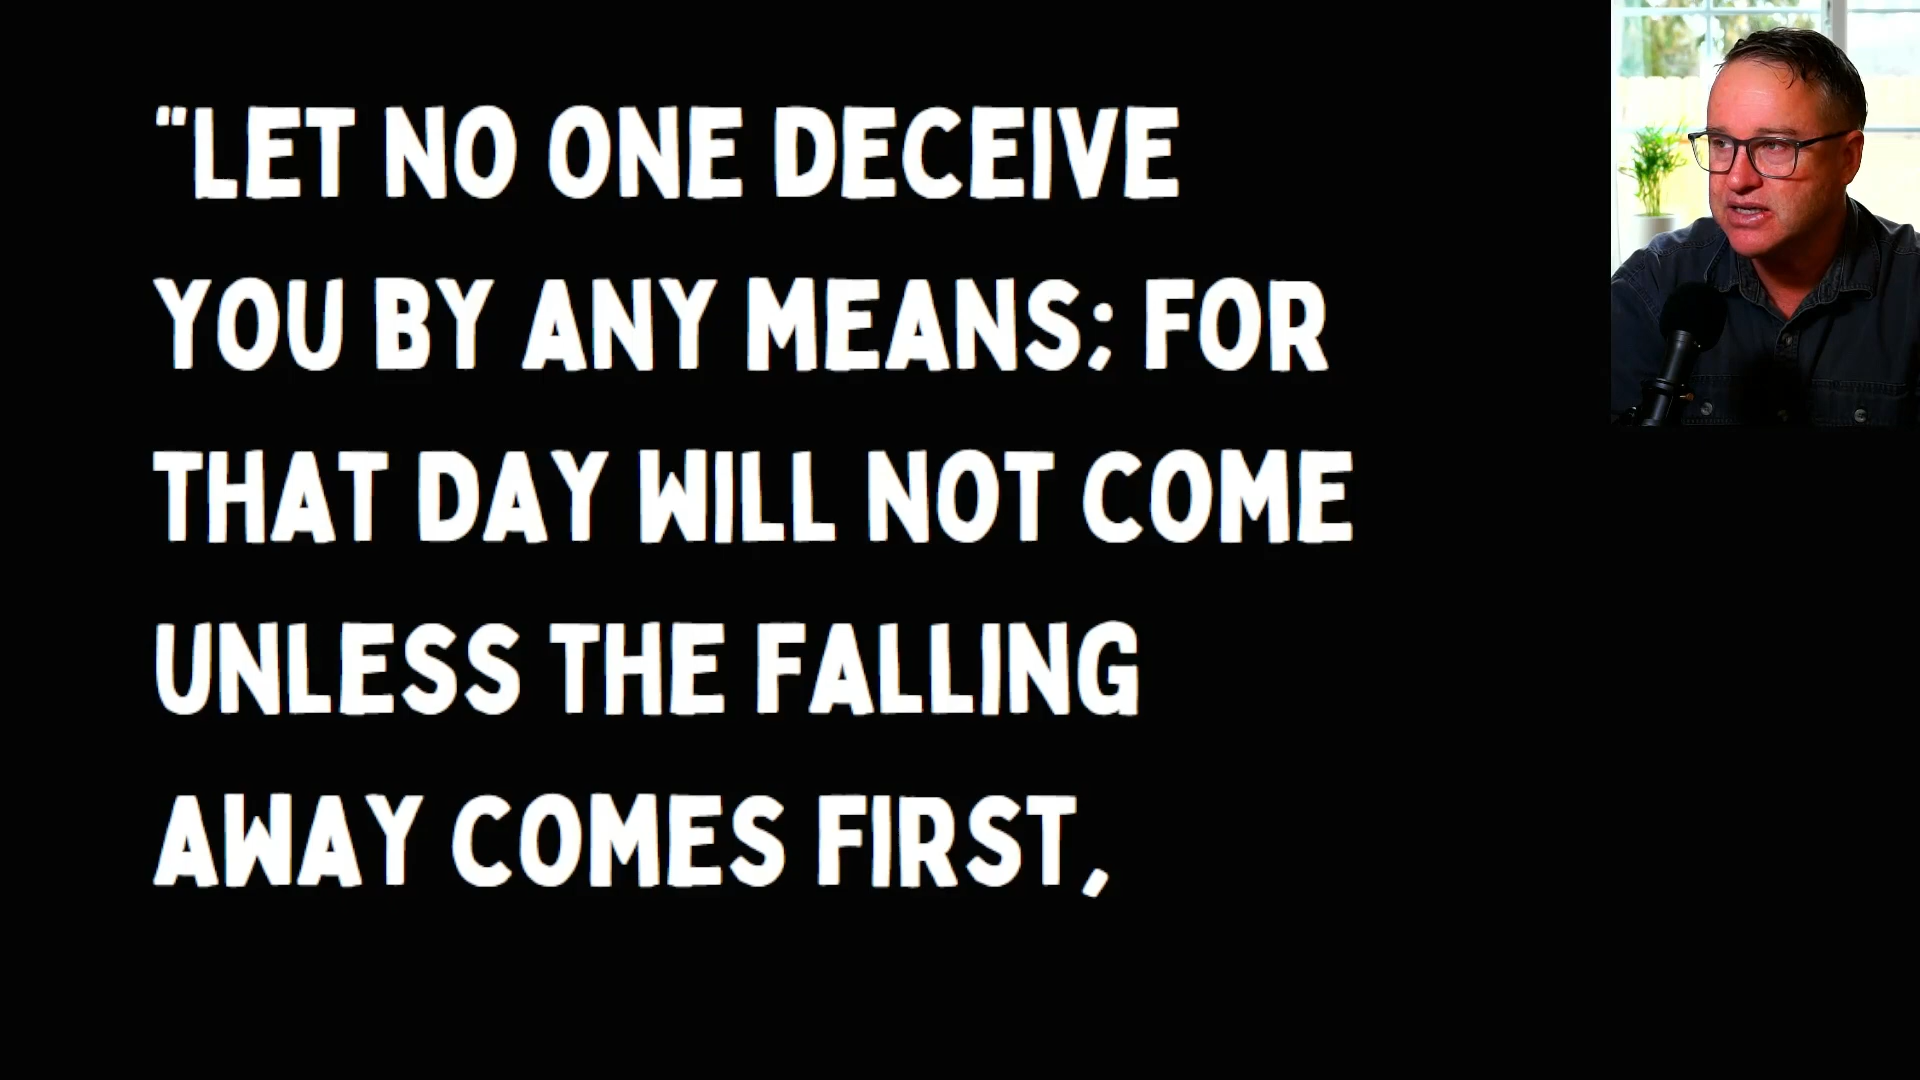 "LET NO ONE DECEIVE
YOU BY ANY MEANS; FOR
THAT DAY WILL NOT COME
UNLESS THE FALLING
AWAY COMES FIRST,